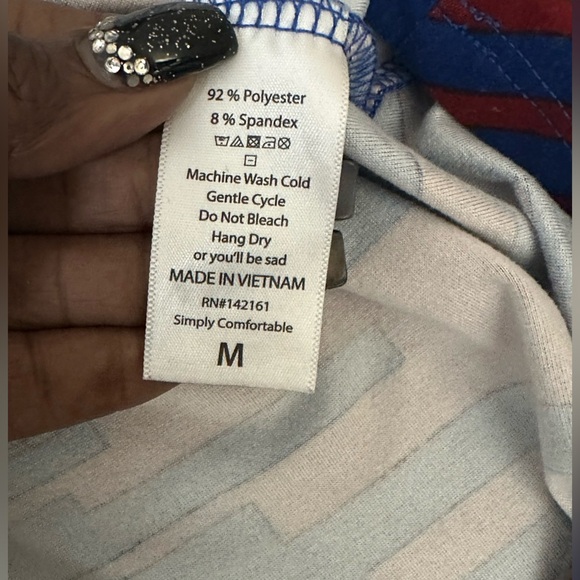 92 % Polyester
8 % Spandex
Machine Wash Cold
Gentle Cycle
Do Not Bleach
Hang Dry
or you'll be sad
MADE IN VIETNAM
RN#142161
Simply Comfortable
M